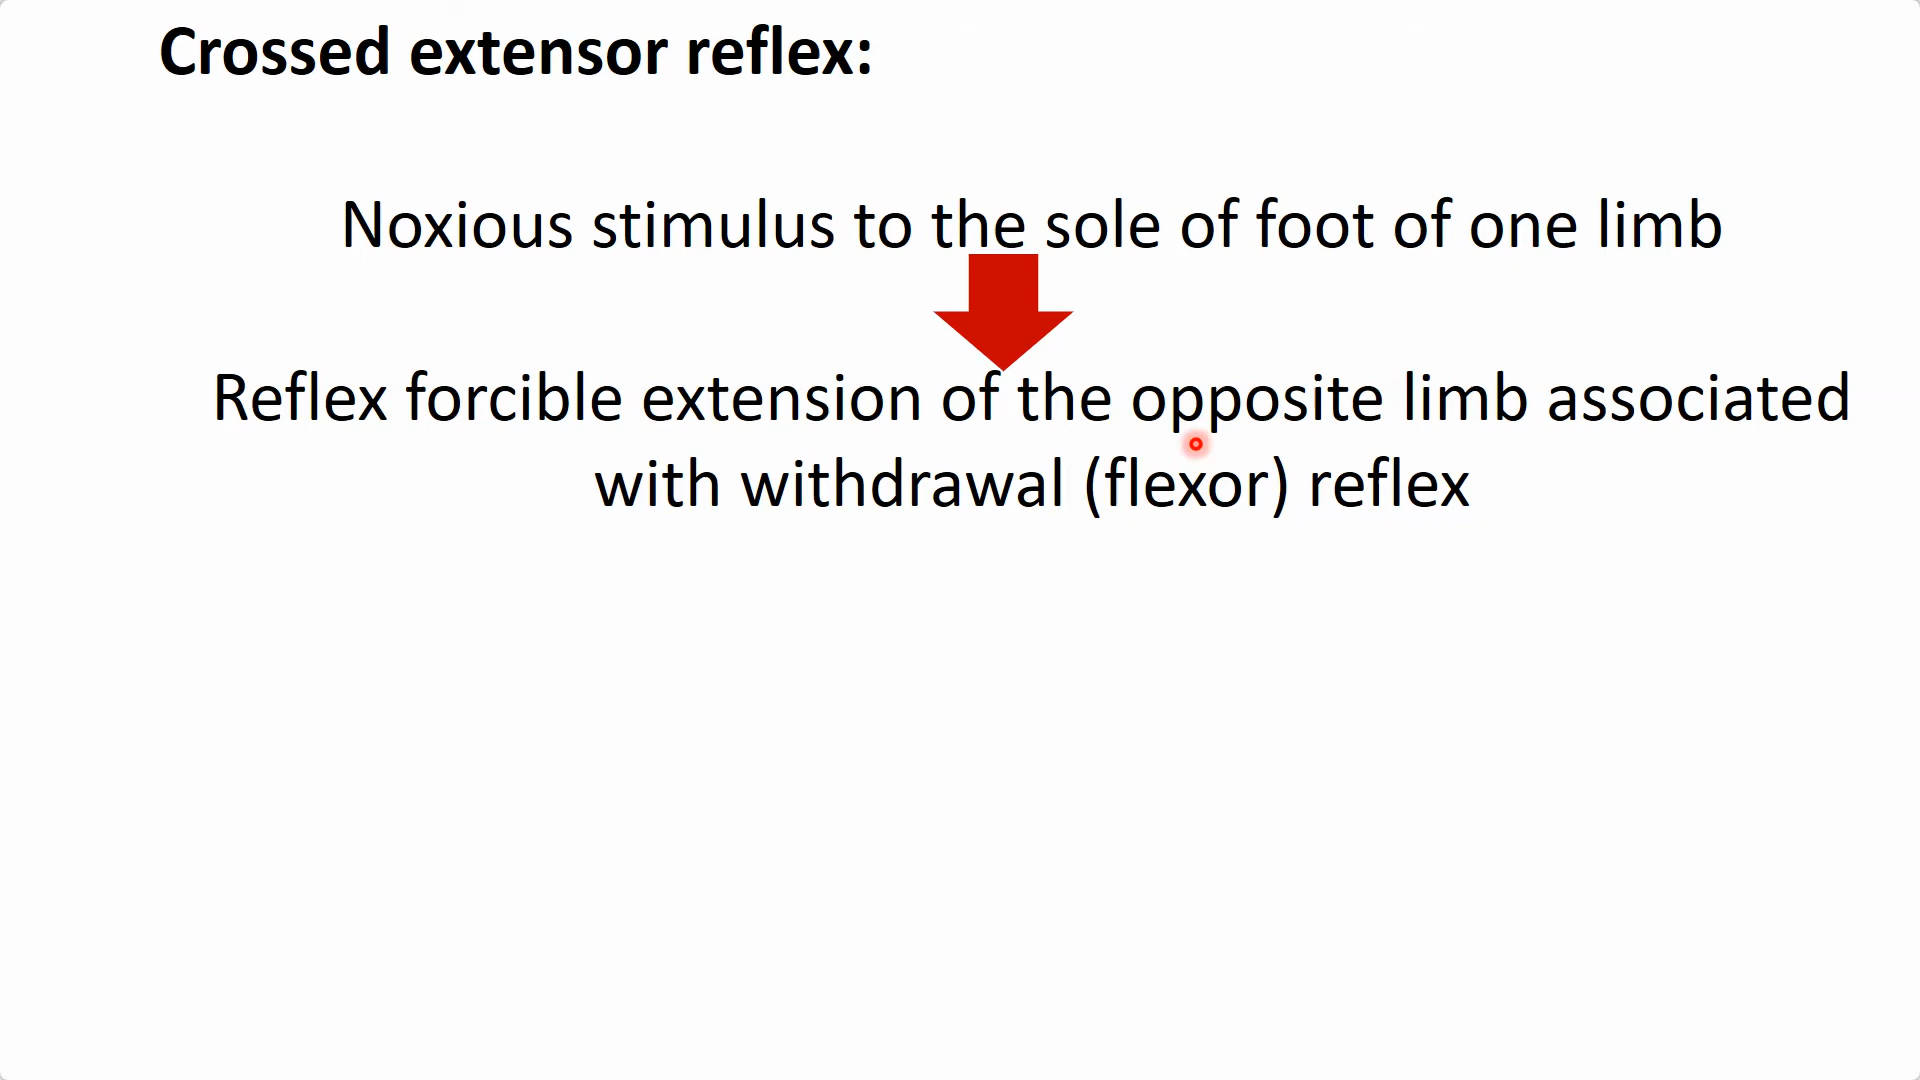 Crossed extensor reflex:
Noxious stimulus to the sole of foot of one limb
Reflex forcible extension of the opposite limb associated
with withdrawal (flexor) reflex